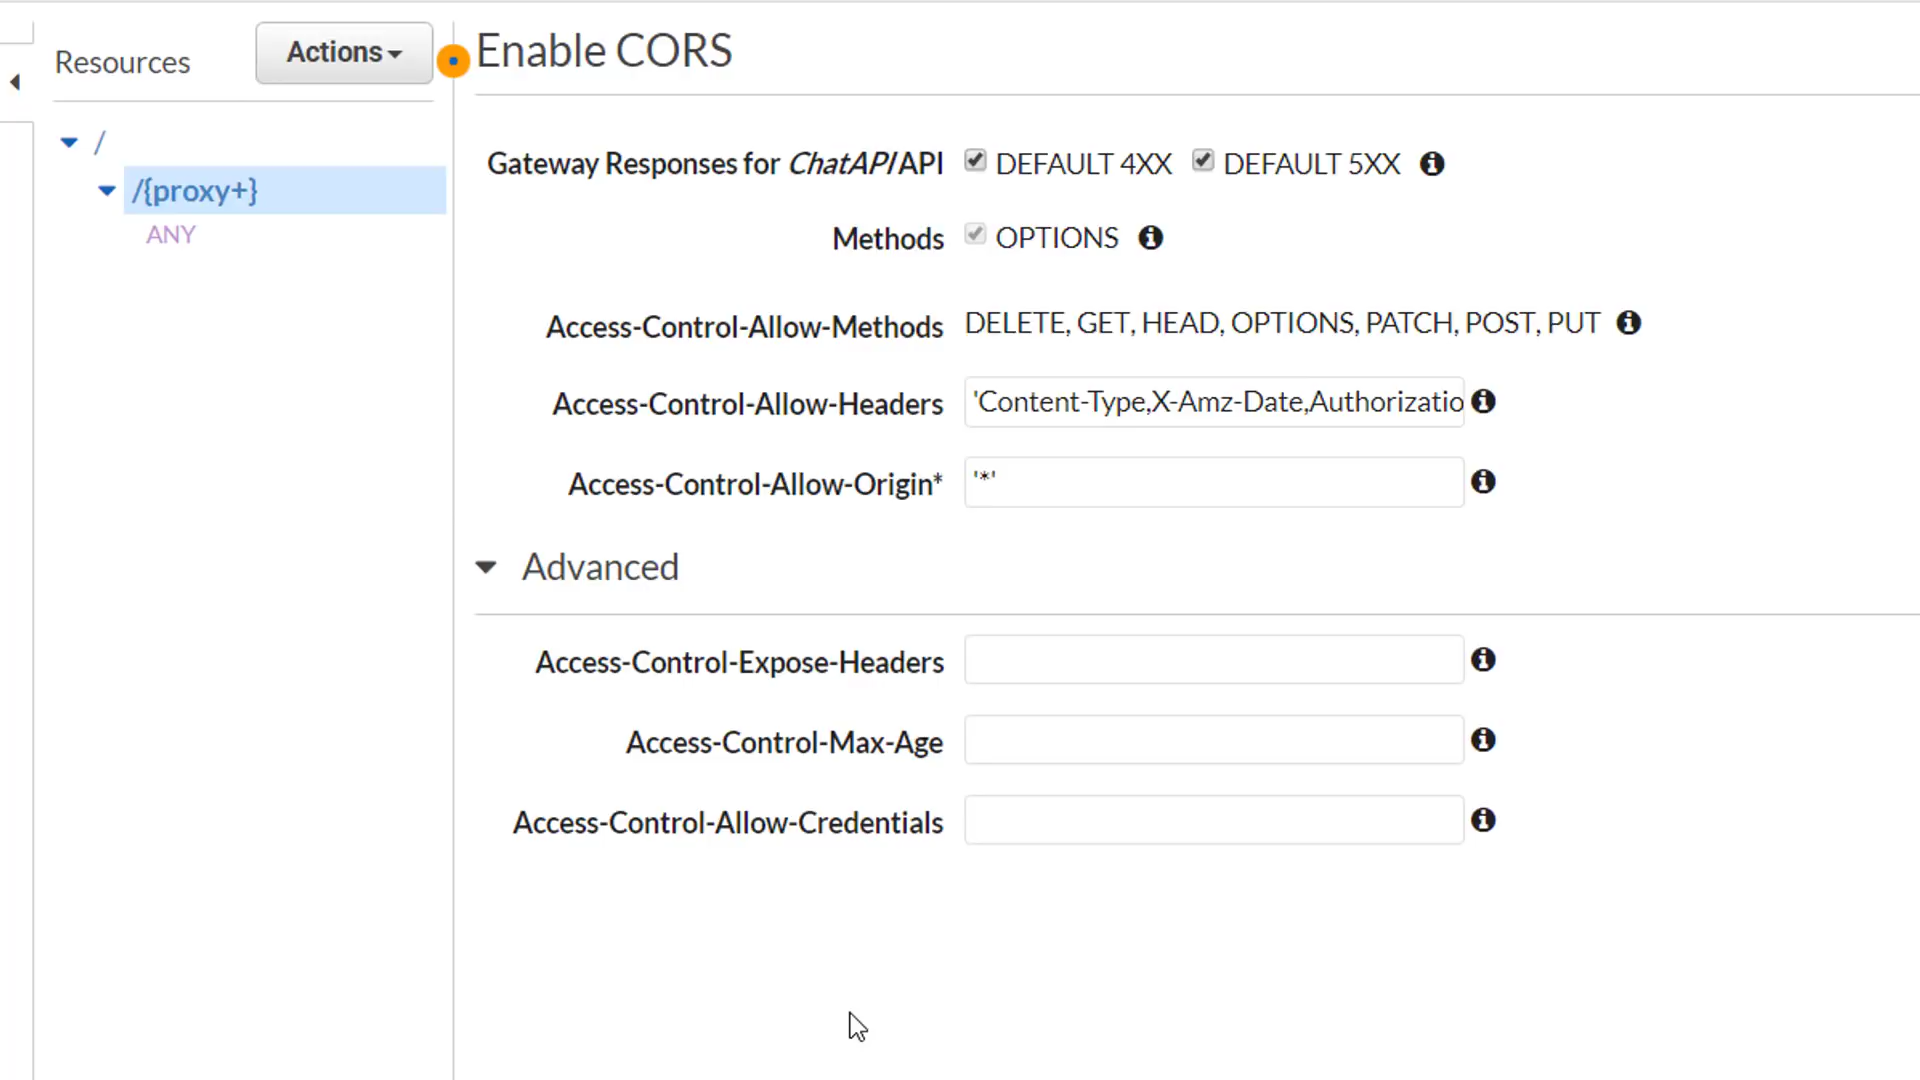 Resources
Actions
/
/{proxy+}
ANY
Enable CORS
Gateway Responses for ChatAPI API DEFAULT 4XX DEFAULT 5XX
Methods OPTIONS
Access-Control-Allow-Methods DELETE, GET, HEAD, OPTIONS, PATCH, POST, PUT
Access-Control-Allow-Headers 'Content-Type,X-Amz-Date,Authorizatio
Access-Control-Allow-Origin* '*'
Advanced
Access-Control-Expose-Headers
Access-Control-Max-Age
Access-Control-Allow-Credentials